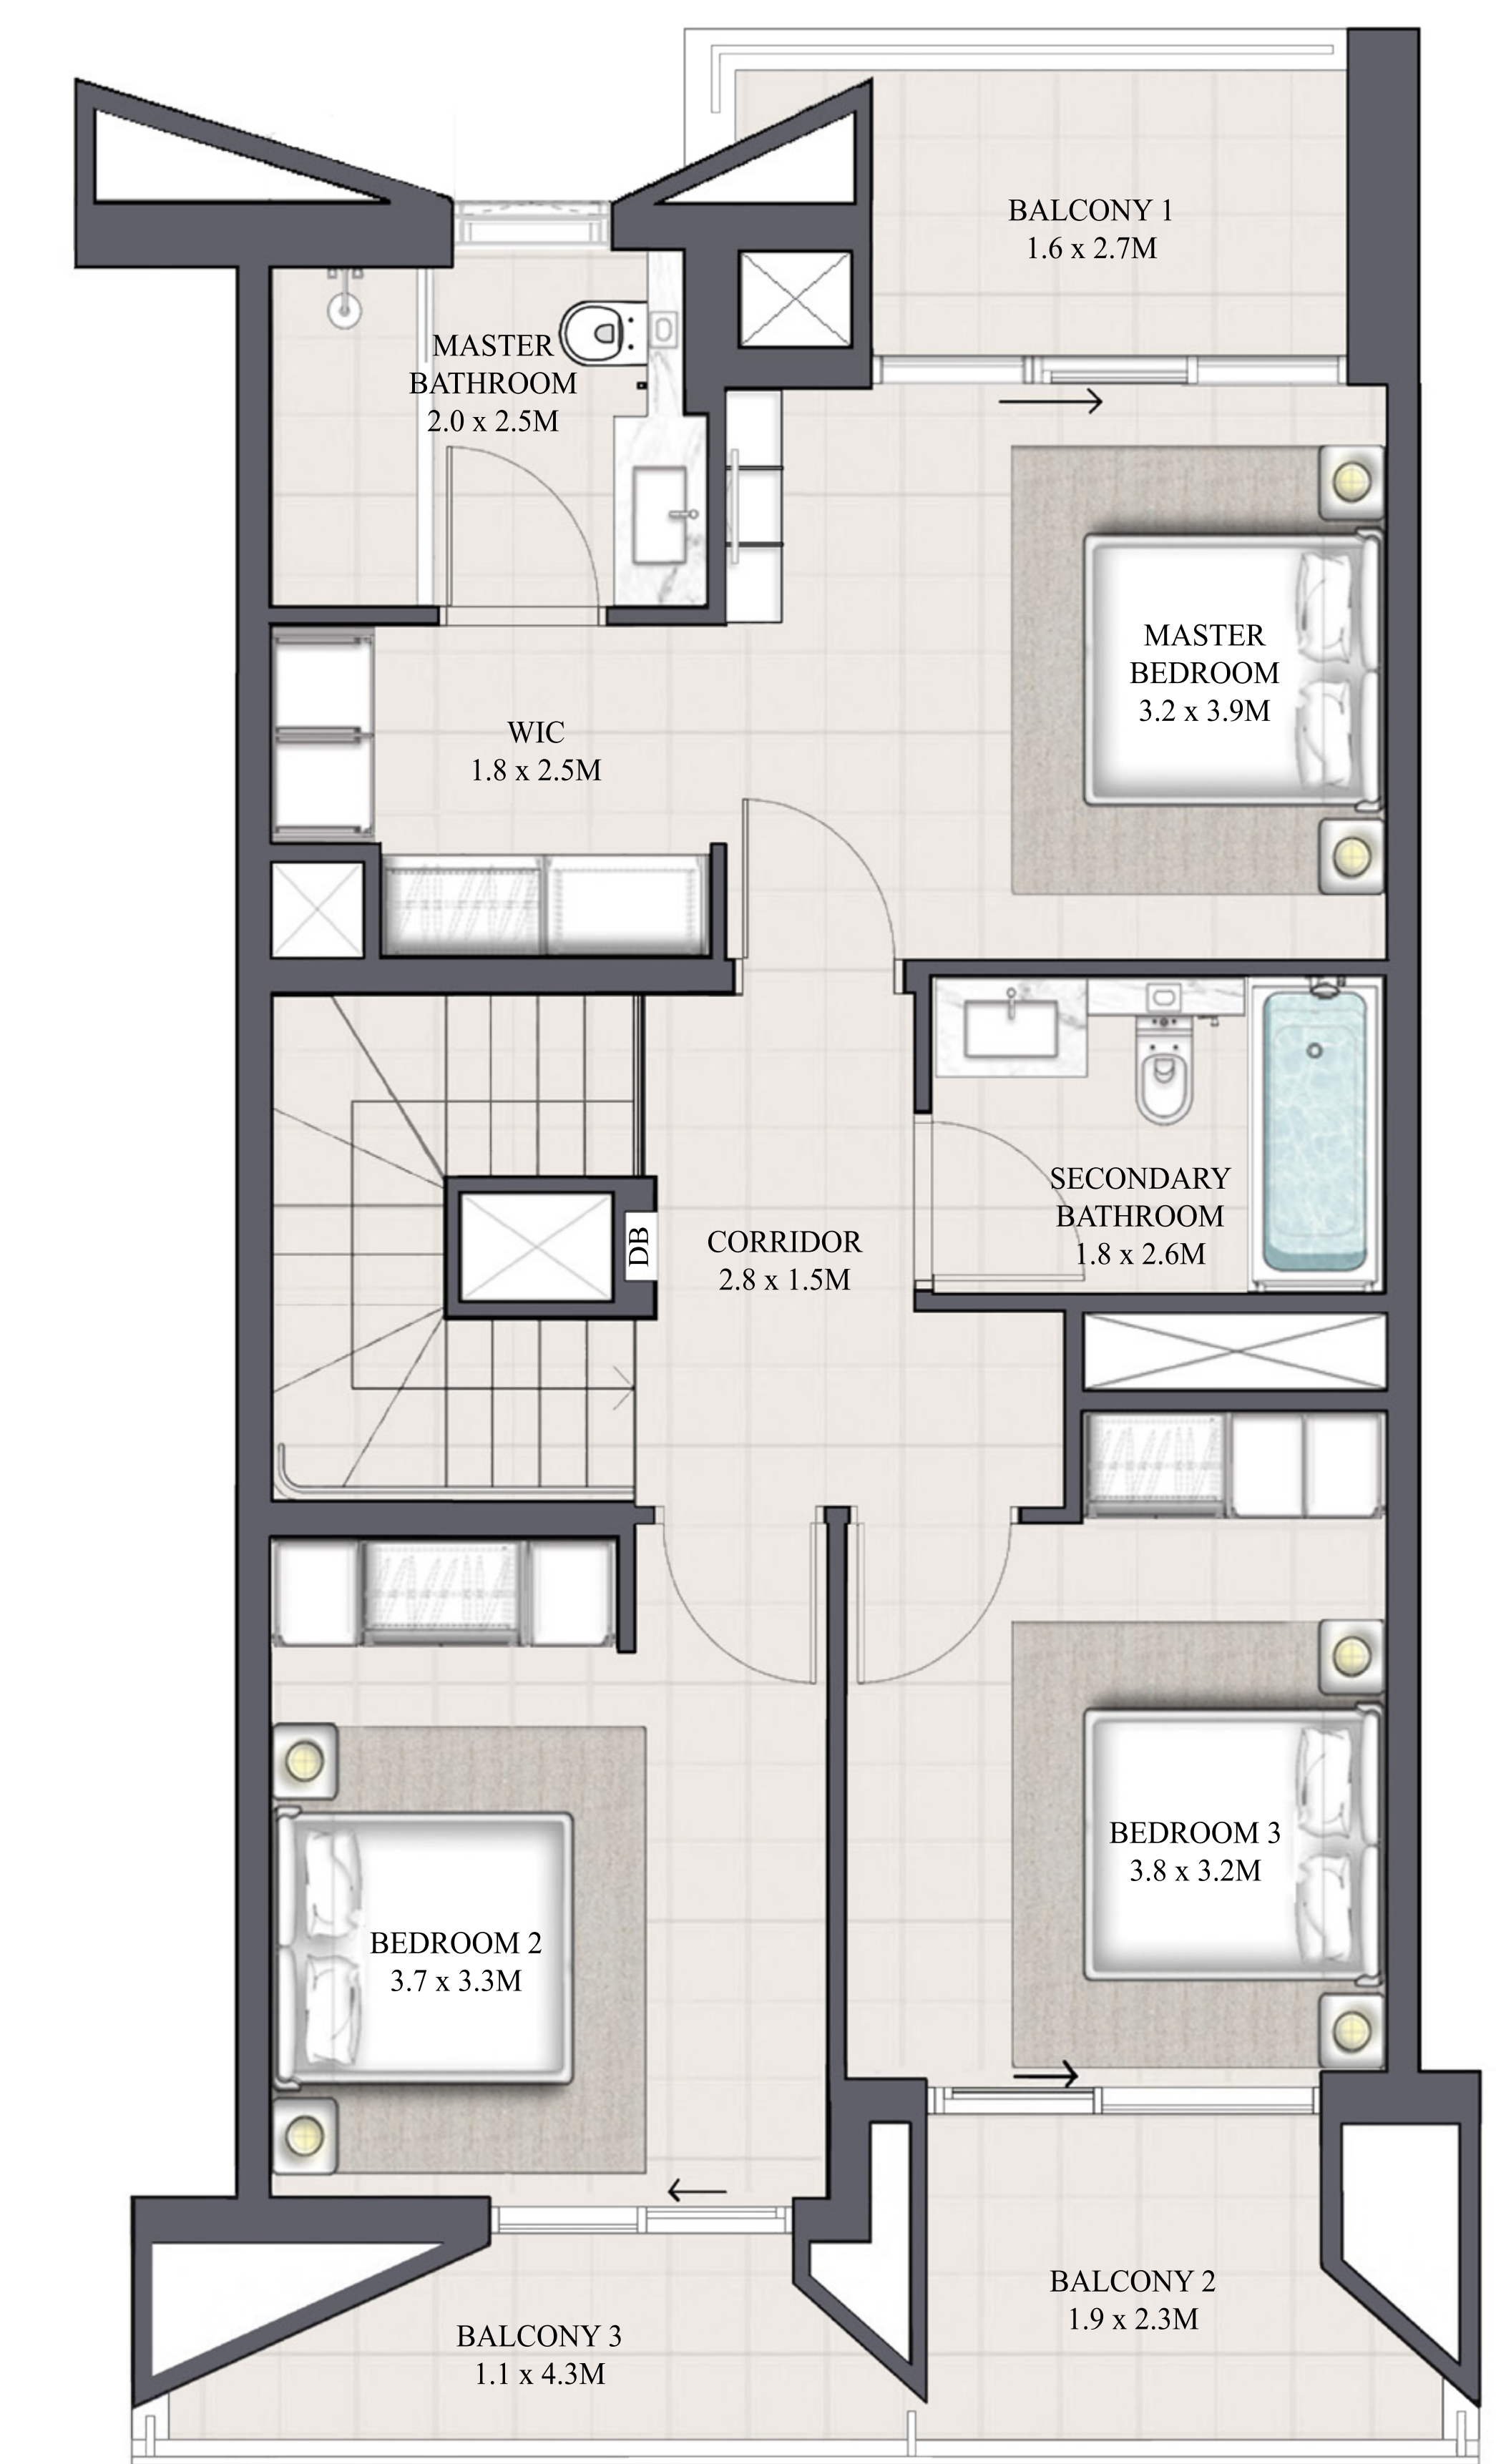 BALCONY 1
1.6 x 2.7M
MASTER
BATHROOM
2.0 x 2.5M
MASTER
BEDROOM
3.2 x 3.9M
WIC
1.8 x 2.5M
SECONDARY
BATHROOM
1.8 x 2.6M
DB
CORRIDOR
2.8 x 1.5M
BEDROOM 3
3.8 x 3.2M
BEDROOM 2
3.7 x 3.3M
BALCONY 2
1.9 x 2.3M
BALCONY 3
1.1 x 4.3M